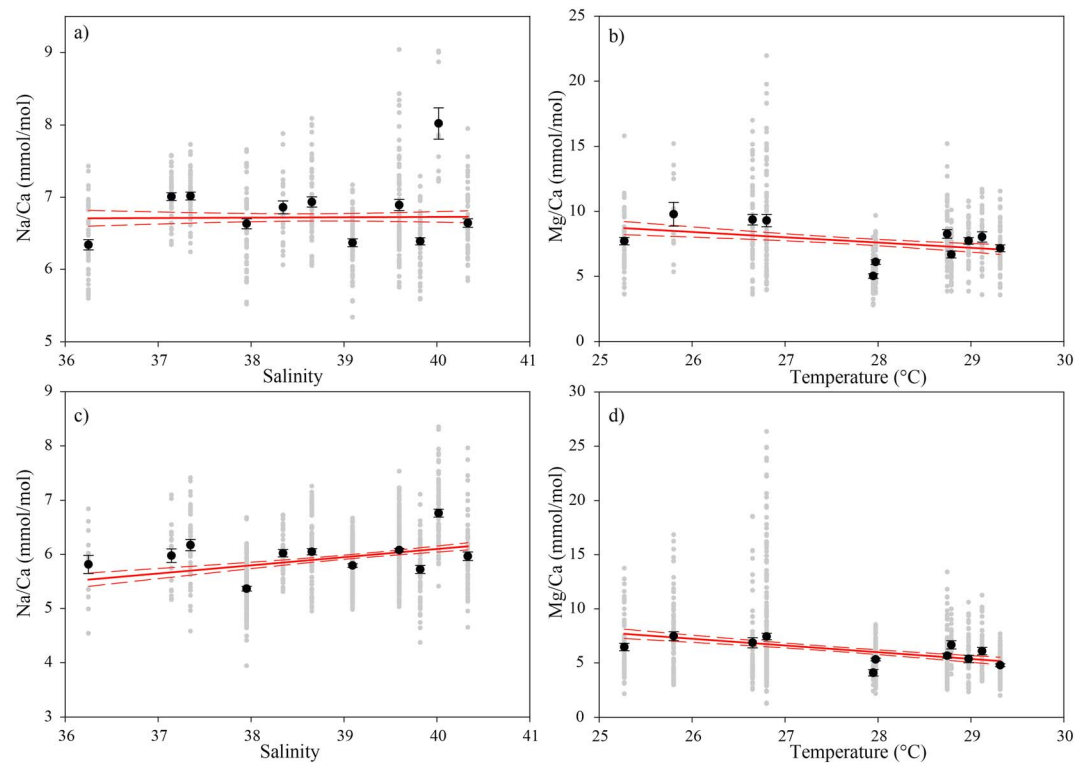 a)
9
8
7
6
5
Na/Ca (mmol/mol)
36 37 38 39 40 41
Salinity
b)
25
20
15
10
5
0
Mg/Ca (mmol/mol)
25 26 27 28 29 30
Temperature (°C)
c)
9
8
7
6
5
4
3
Na/Ca (mmol/mol)
36 37 38 39 40 41
Salinity
d)
30
25
20
15
10
5
0
Mg/Ca (mmol/mol)
25 26 27 28 29 30
Temperature (°C)